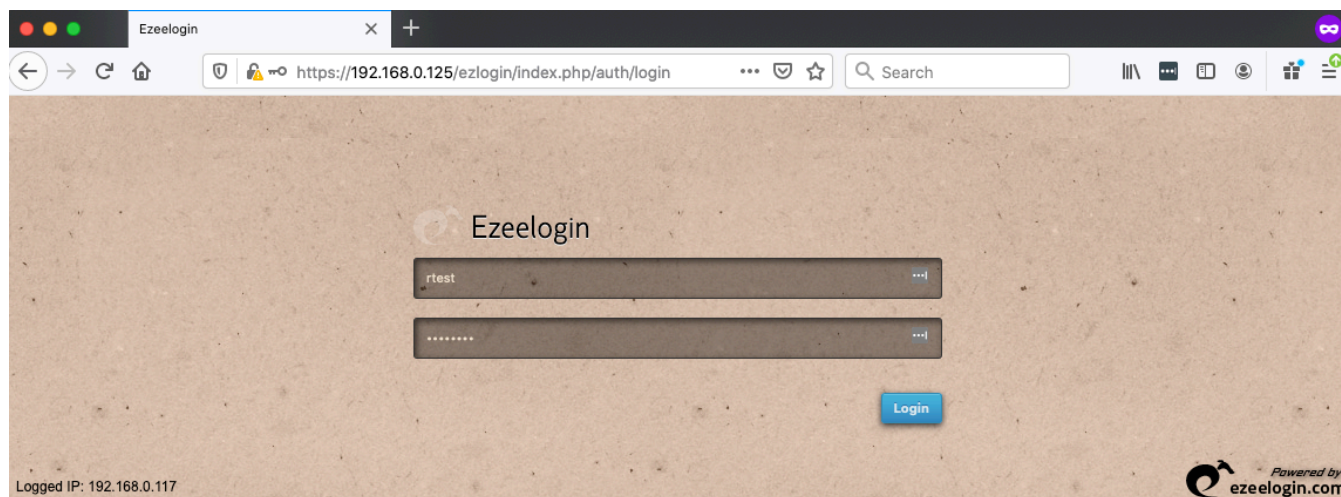 Ezeelogin
https://192.168.0.125/ezlogin/index.php/auth/login
Search
Ezeelogin
rtest
••••••••
Login
Logged IP: 192.168.0.117
Powered by
ezeelogin.com